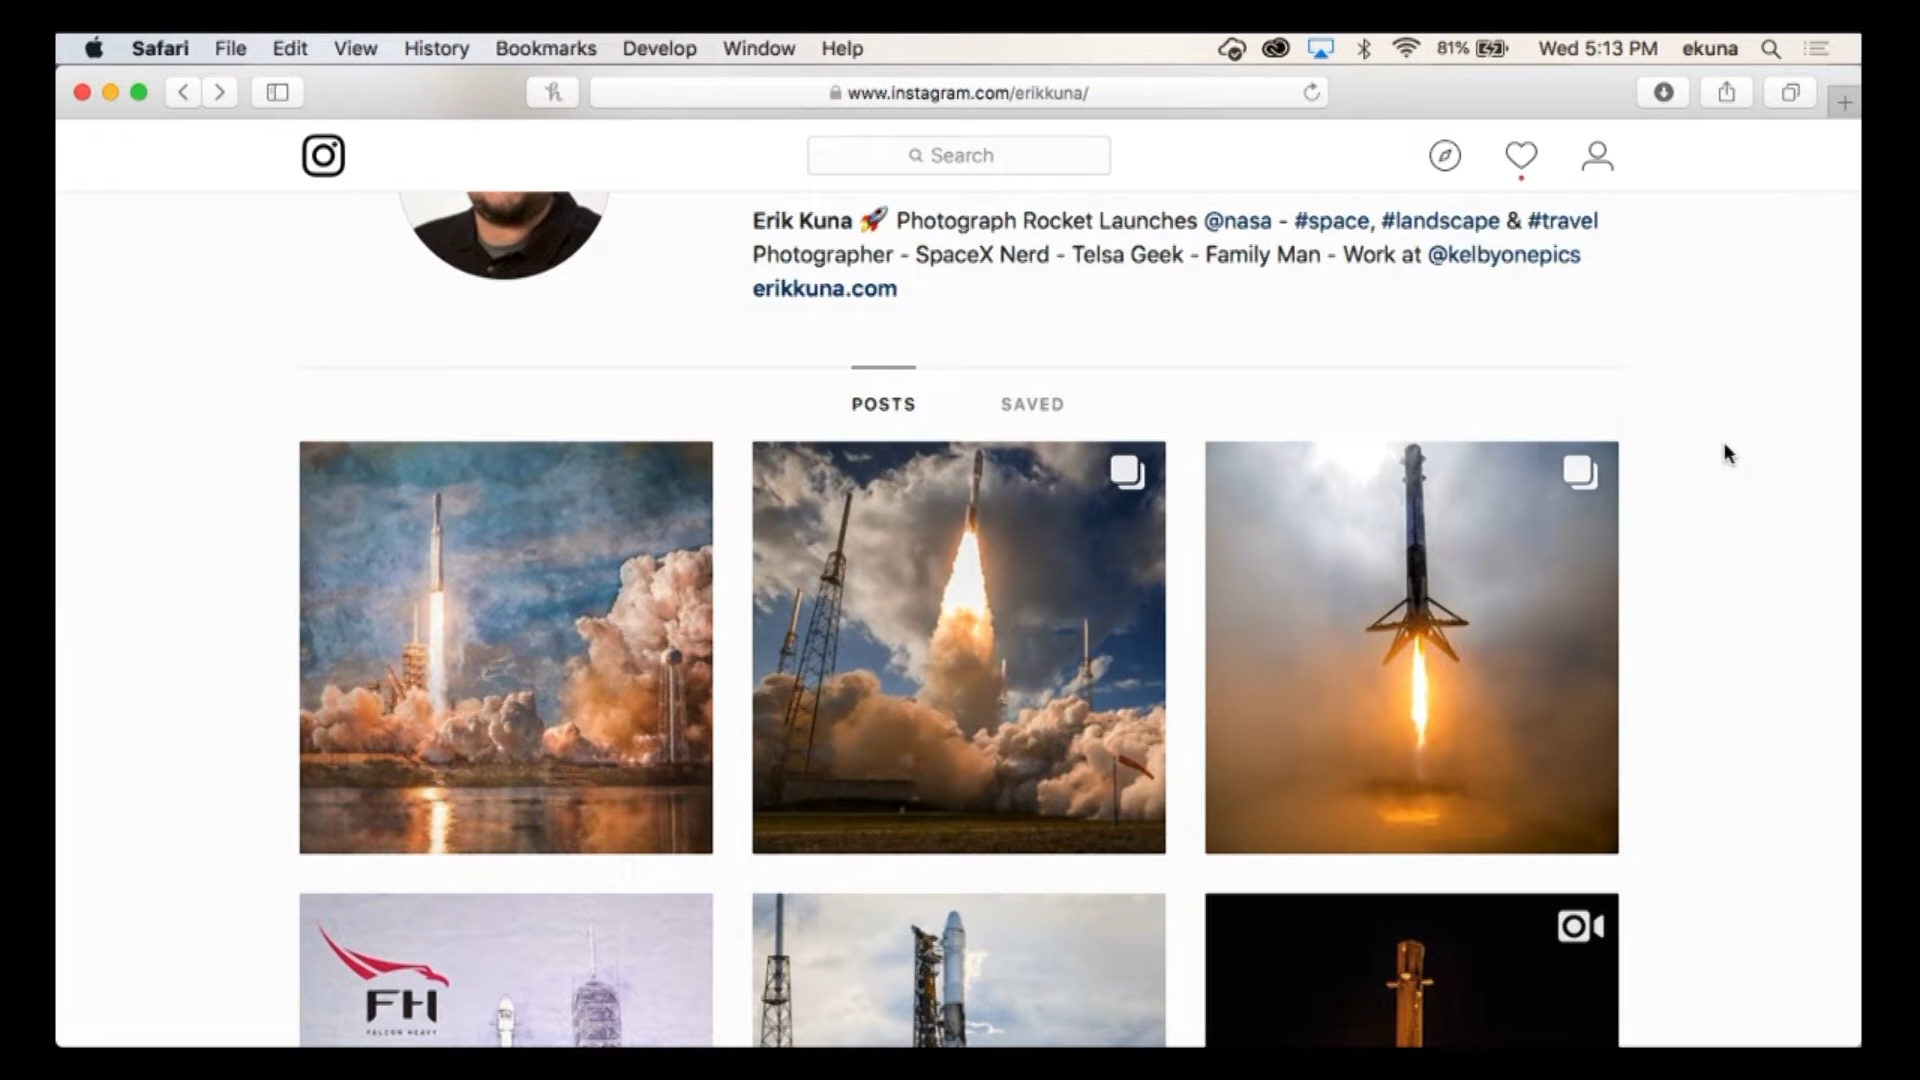 Safari File Edit View History Bookmarks Develop Window Help 81% Wed 5:13 PM ekuna
www.instagram.com/erikkuna/
Search
Erik Kuna 🚀 Photograph Rocket Launches @nasa - #space, #landscape & #travel
Photographer - SpaceX Nerd - Telsa Geek - Family Man - Work at @kelbyonepics
erikkuna.com
POSTS SAVED
FH
FALCON HEAVY